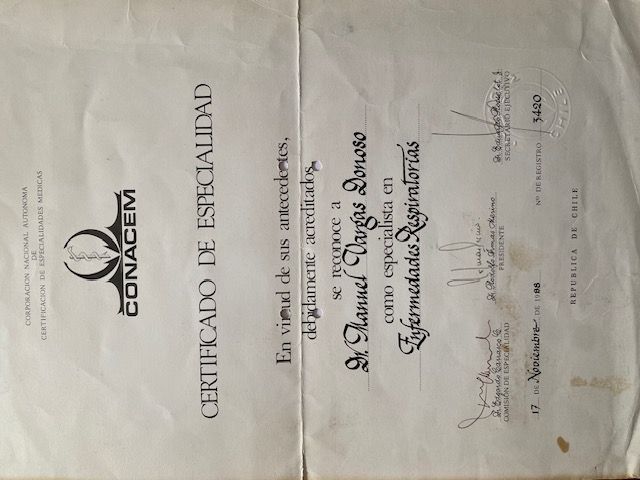 CORPORACION NACIONAL AUTONOMA
DE
CERTIFICACION DE ESPECIALIDADES MEDICAS
CONACEM
CERTIFICADO DE ESPECIALIDAD
En virtud de sus antecedentes,
debidamente acreditados,
se reconoce a
Dr. Manuel Vargas Donoso
como especialista en
Enfermedades Respiratorias
COMISIÓN DE ESPECIALIDAD
PRESIDENTE
SECRETARIO EJECUTIVO
17 DE Noviembre DE 1988
Nº DE REGISTRO 3420
REPUBLICA DE CHILE
CHILE